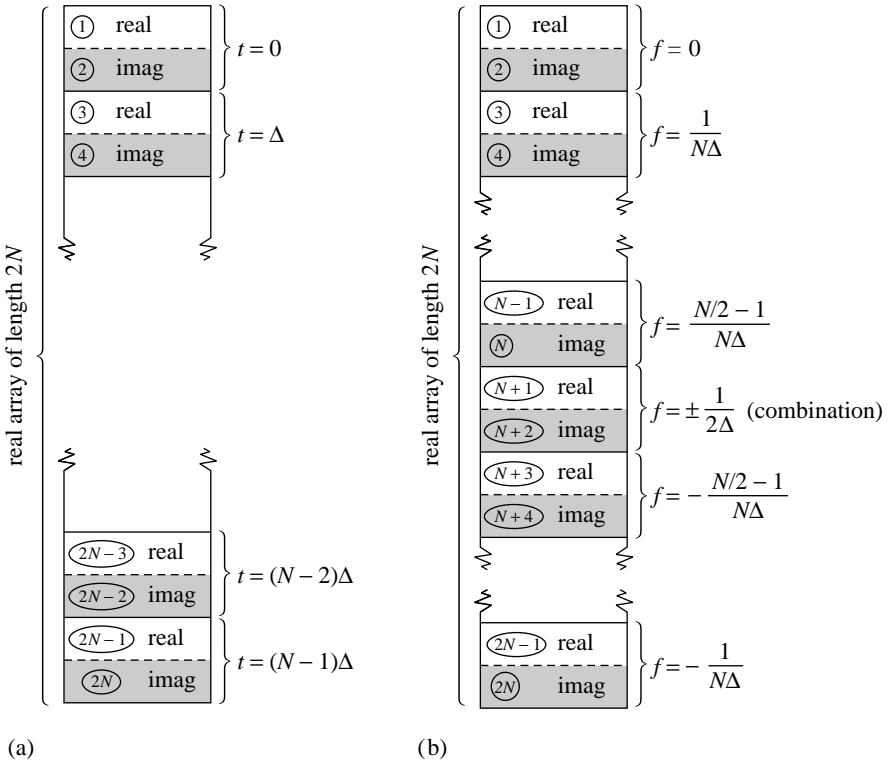 real array of length 2N
1 real
2 imag
t = 0
3 real
4 imag
t = Δ
2N − 3 real
2N − 2 imag
t = (N − 2)Δ
2N − 1 real
2N imag
t = (N − 1)Δ
(a)
real array of length 2N
1 real
2 imag
f = 0
3 real
4 imag
f = 1/NΔ
N − 1 real
N imag
f = N/2 − 1/NΔ
N + 1 real
N + 2 imag
f = ± 1/2Δ (combination)
N + 3 real
N + 4 imag
f = − N/2 − 1/NΔ
2N − 1 real
2N imag
f = − 1/NΔ
(b)